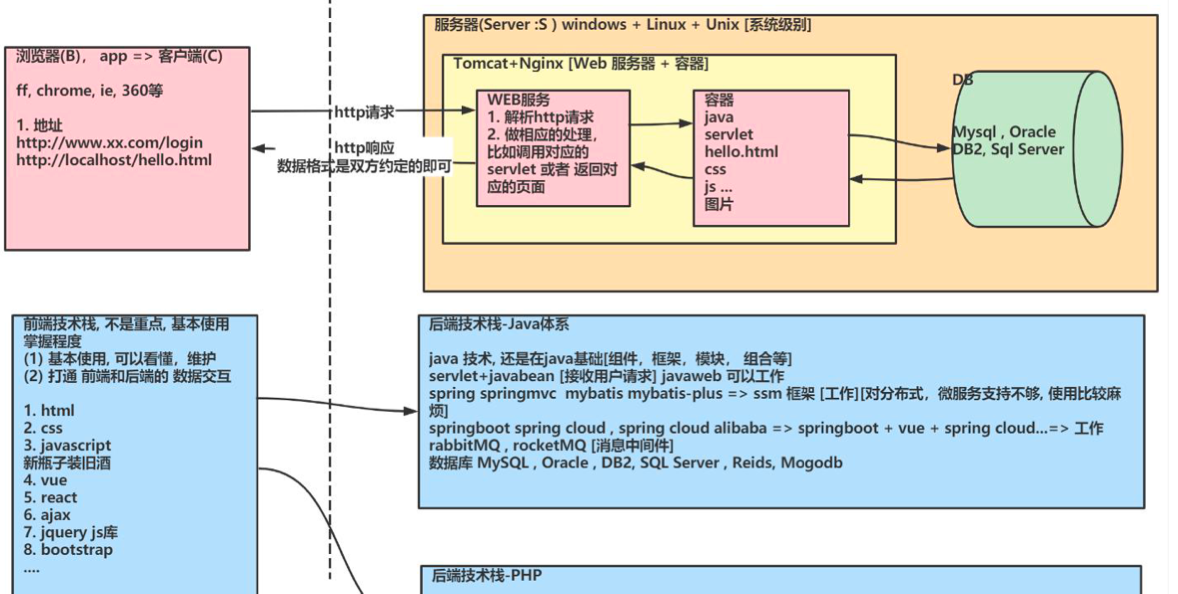 服务器(Server :S ) windows + Linux + Unix [系统级别]
浏览器(B)， app => 客户端(C)
ff, chrome, ie, 360等
1. 地址
http://www.xx.com/login
http://localhost/hello.html
http请求
http响应
数据格式是双方约定的即可
Tomcat+Nginx [Web 服务器 + 容器]
WEB服务
1. 解析http请求
2. 做相应的处理，
比如调用对应的
servlet 或者 返回对
应的页面
容器
java
servlet
hello.html
css
js ...
图片
DB
Mysql , Oracle
DB2, Sql Server
前端技术栈, 不是重点, 基本使用
掌握程度
(1) 基本使用, 可以看懂，维护
(2) 打通 前端和后端的 数据交互
1. html
2. css
3. javascript
新瓶子装旧酒
4. vue
5. react
6. ajax
7. jquery js库
8. bootstrap
....
后端技术栈-Java体系
java 技术, 还是在java基础[组件，框架，模块， 组合等]
servlet+javabean [接收用户请求] javaweb 可以工作
spring springmvc mybatis mybatis-plus => ssm 框架 [工作][对分布式，微服务支持不够, 使用比较麻
烦]
springboot spring cloud , spring cloud alibaba => springboot + vue + spring cloud...=> 工作
rabbitMQ , rocketMQ [消息中间件]
数据库 MySQL , Oracle , DB2, SQL Server , Reids, Mogodb
后端技术栈-PHP